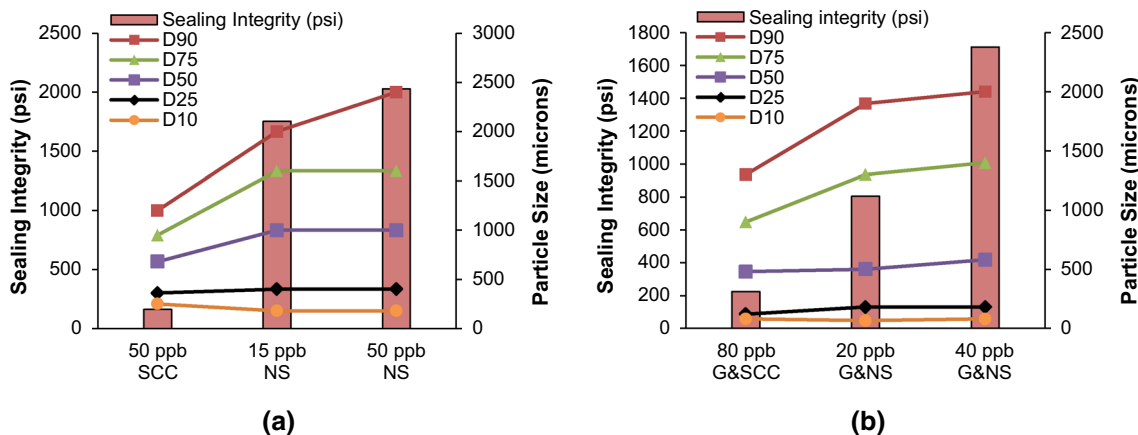 Sealing Integrity (psi)
D90
D75
D50
D25
D10
Sealing Integrity (psi)
2500
2000
1500
1000
500
0
Particle Size (microns)
3000
2500
2000
1500
1000
500
0
50 ppb
SCC
15 ppb
NS
50 ppb
NS
(a)
Sealing integrity (psi)
D90
D75
D50
D25
D10
Sealing Integrity (psi)
1800
1600
1400
1200
1000
800
600
400
200
0
Particle Size (microns)
2500
2000
1500
1000
500
0
80 ppb
G&SCC
20 ppb
G&NS
40 ppb
G&NS
(b)